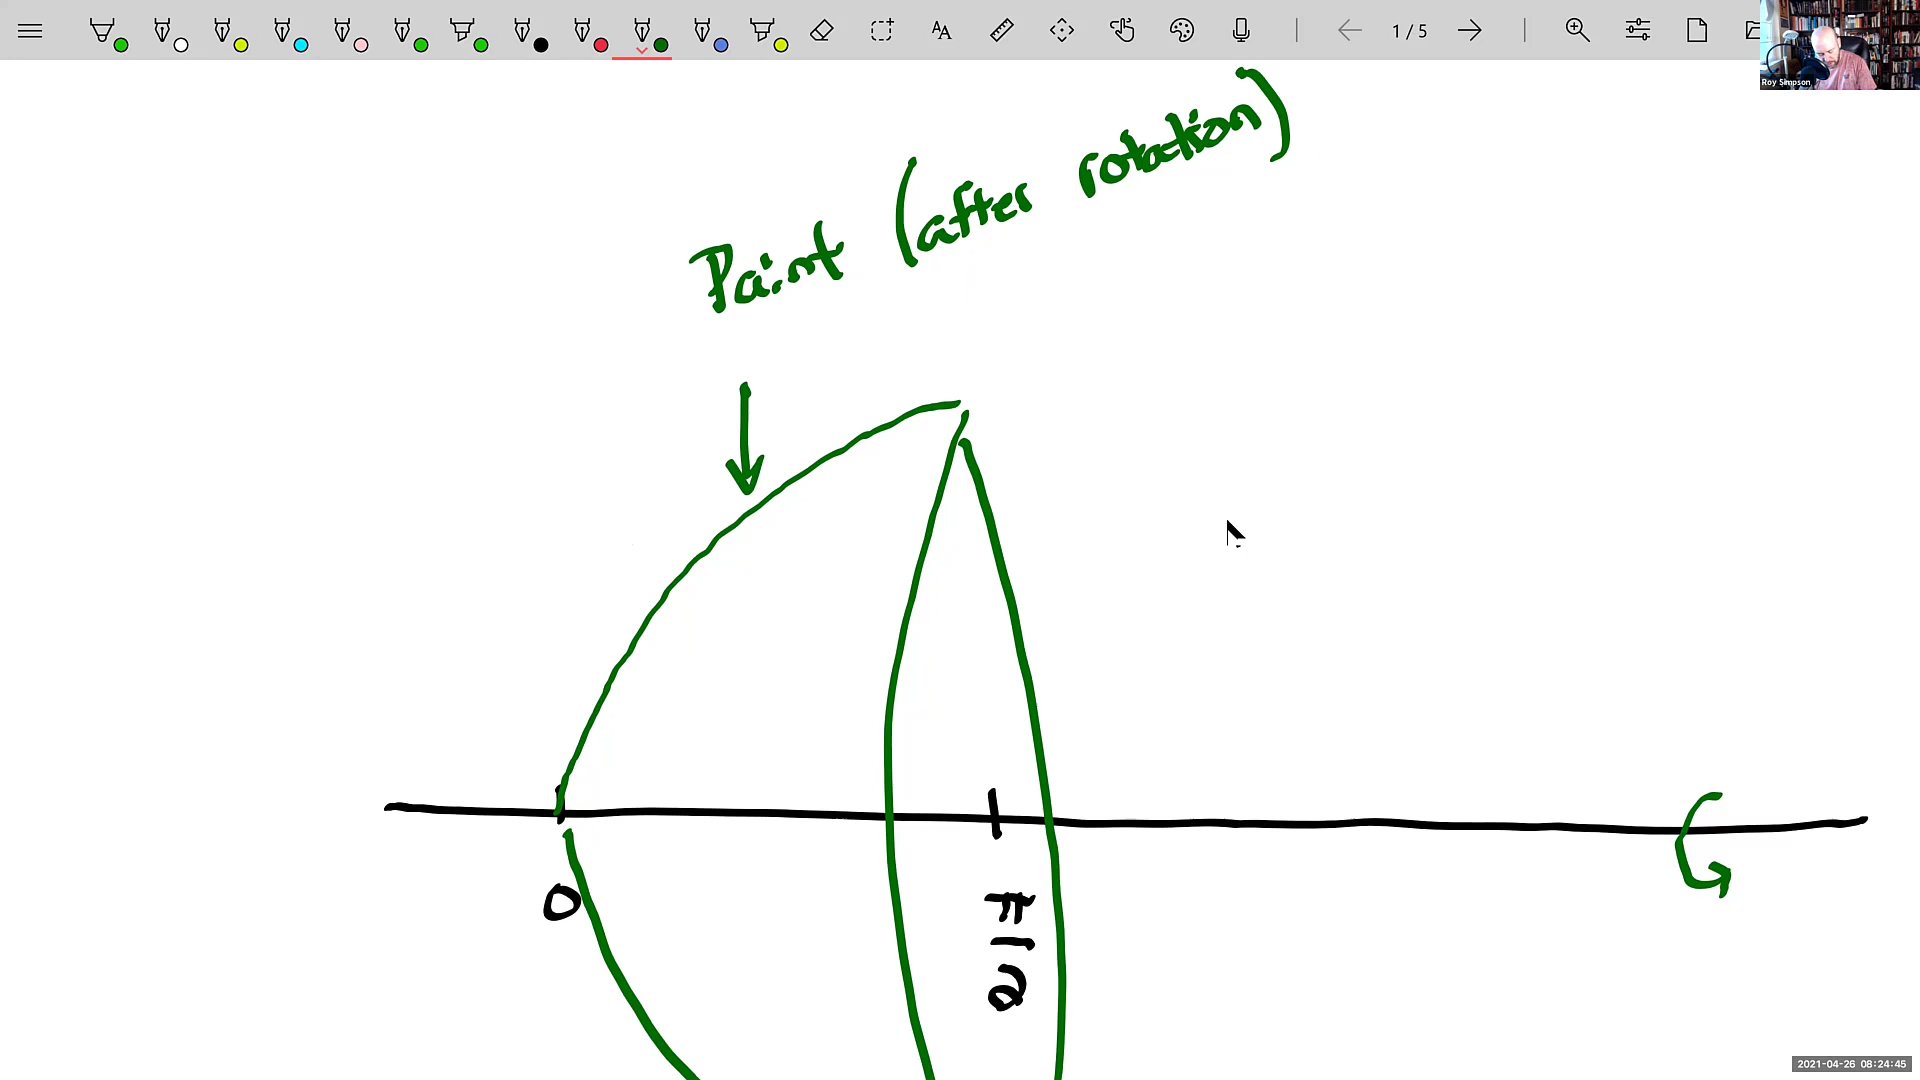 1 / 5
Roy Simpson
Paint (after rotation)
0
π
2
2021-04-26 08:24:45